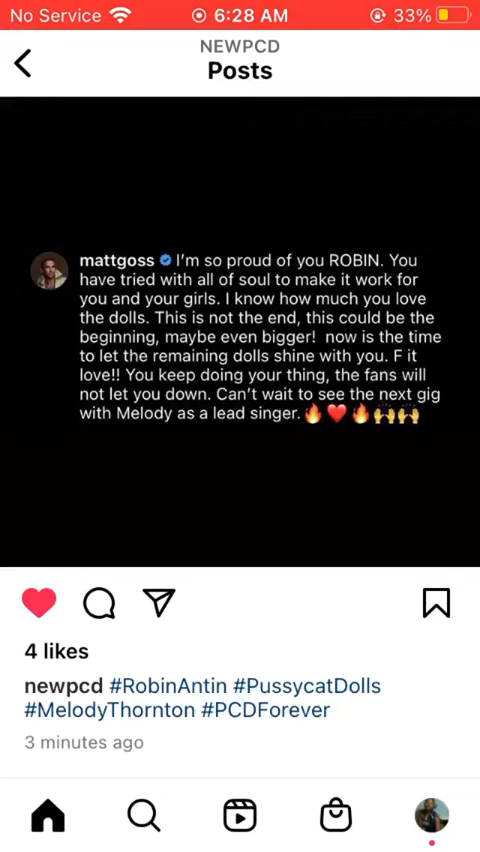 No Service 6:28 AM 33%
NEWPCD
Posts
mattgoss I'm so proud of you ROBIN. You
have tried with all of soul to make it work for
you and your girls. I know how much you love
the dolls. This is not the end, this could be the
beginning, maybe even bigger!  now is the time
to let the remaining dolls shine with you. F it
love!! You keep doing your thing, the fans will
not let you down. Can't wait to see the next gig
with Melody as a lead singer. 🔥❤️🔥🙌🙌
4 likes
newpcd #RobinAntin #PussycatDolls
#MelodyThornton #PCDForever
3 minutes ago